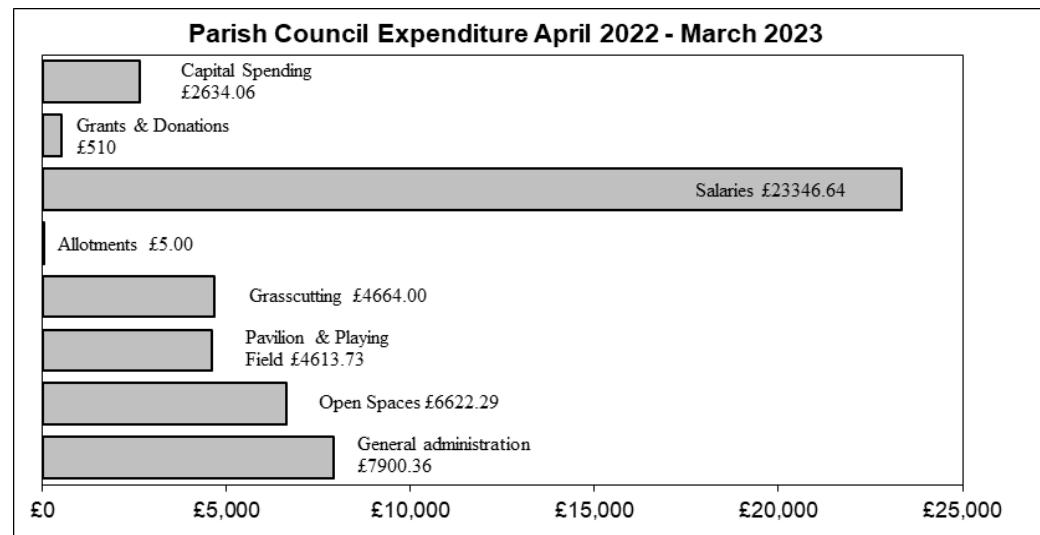 Parish Council Expenditure April 2022 - March 2023
Capital Spending
£2634.06
Grants & Donations
£510
Salaries £23346.64
Allotments £5.00
Grasscutting £4664.00
Pavilion & Playing
Field £4613.73
Open Spaces £6622.29
General administration
£7900.36
£0 £5,000 £10,000 £15,000 £20,000 £25,000